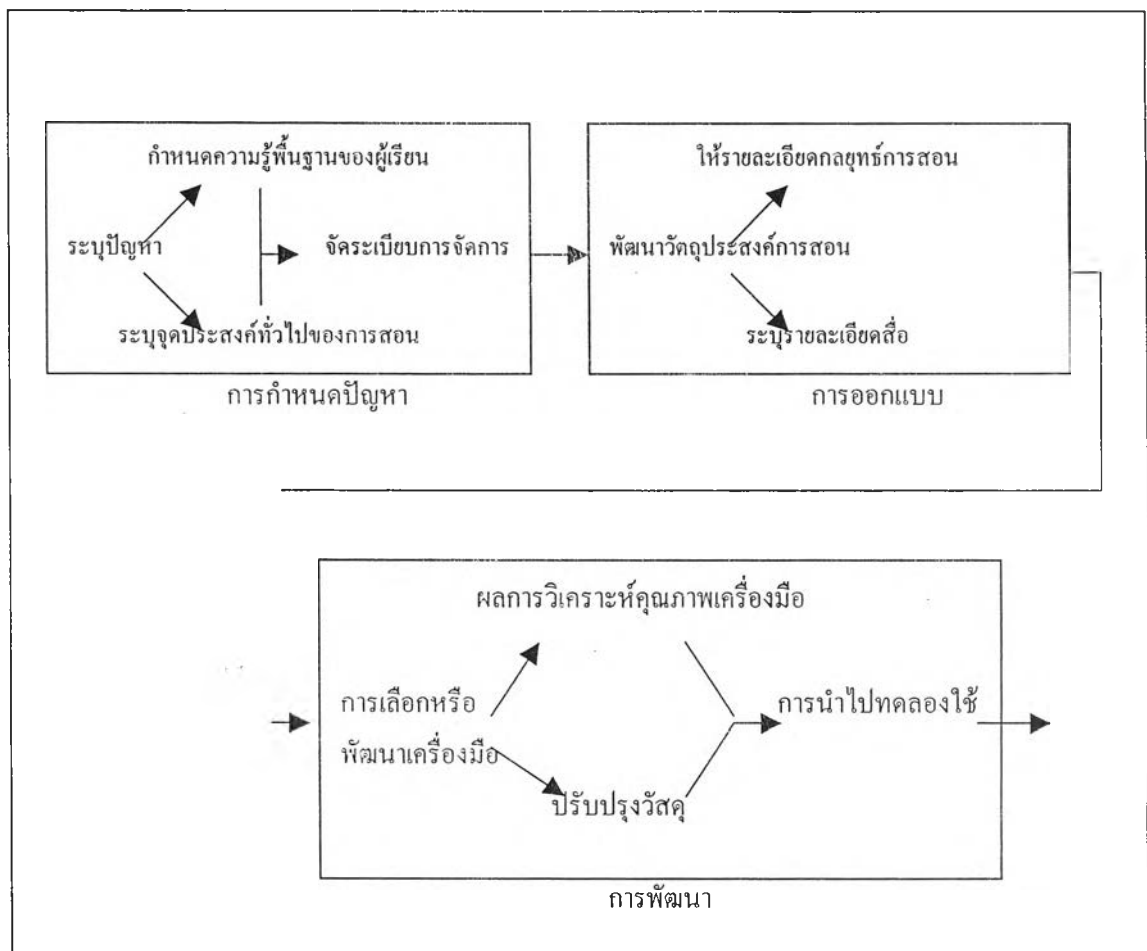 กำหนดความรู้พื้นฐานของผู้เรียน
ระบุปัญหา
จัดระเบียบการจัดการ
ระบุจุดประสงค์ทั่วไปของการสอน
การกำหนดปัญหา
ให้รายละเอียดกลยุทธ์การสอน
พัฒนาวัตถุประสงค์การสอน
ระบุรายละเอียดสื่อ
การออกแบบ
ผลการวิเคราะห์คุณภาพเครื่องมือ
การเลือกหรือ
พัฒนาเครื่องมือ
การนำไปทดลองใช้
ปรับปรุงวัสดุ
การพัฒนา